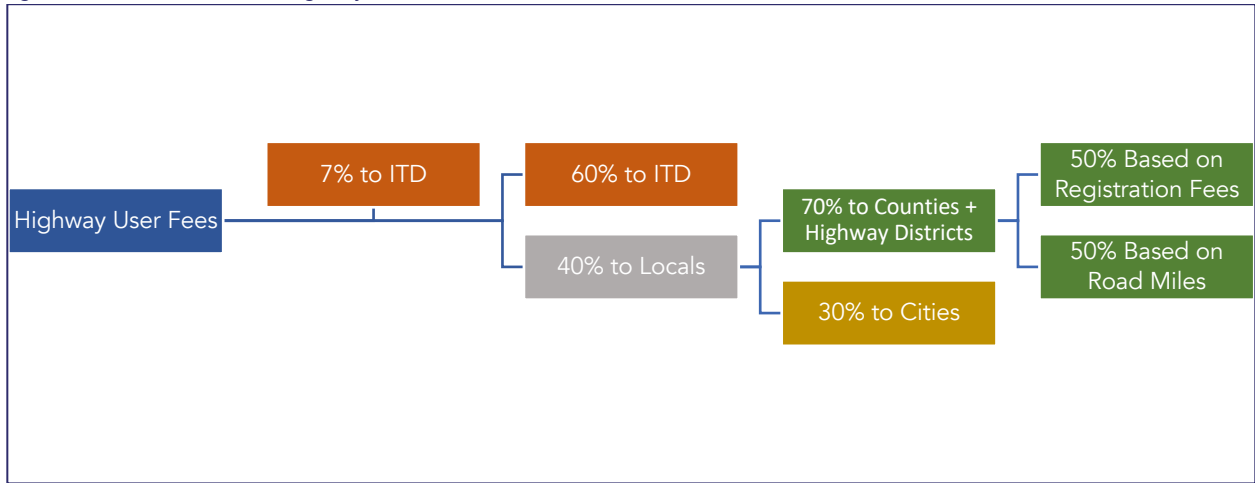 Highway User Fees
7% to ITD
60% to ITD
40% to Locals
70% to Counties +
Highway Districts
30% to Cities
50% Based on
Registration Fees
50% Based on
Road Miles